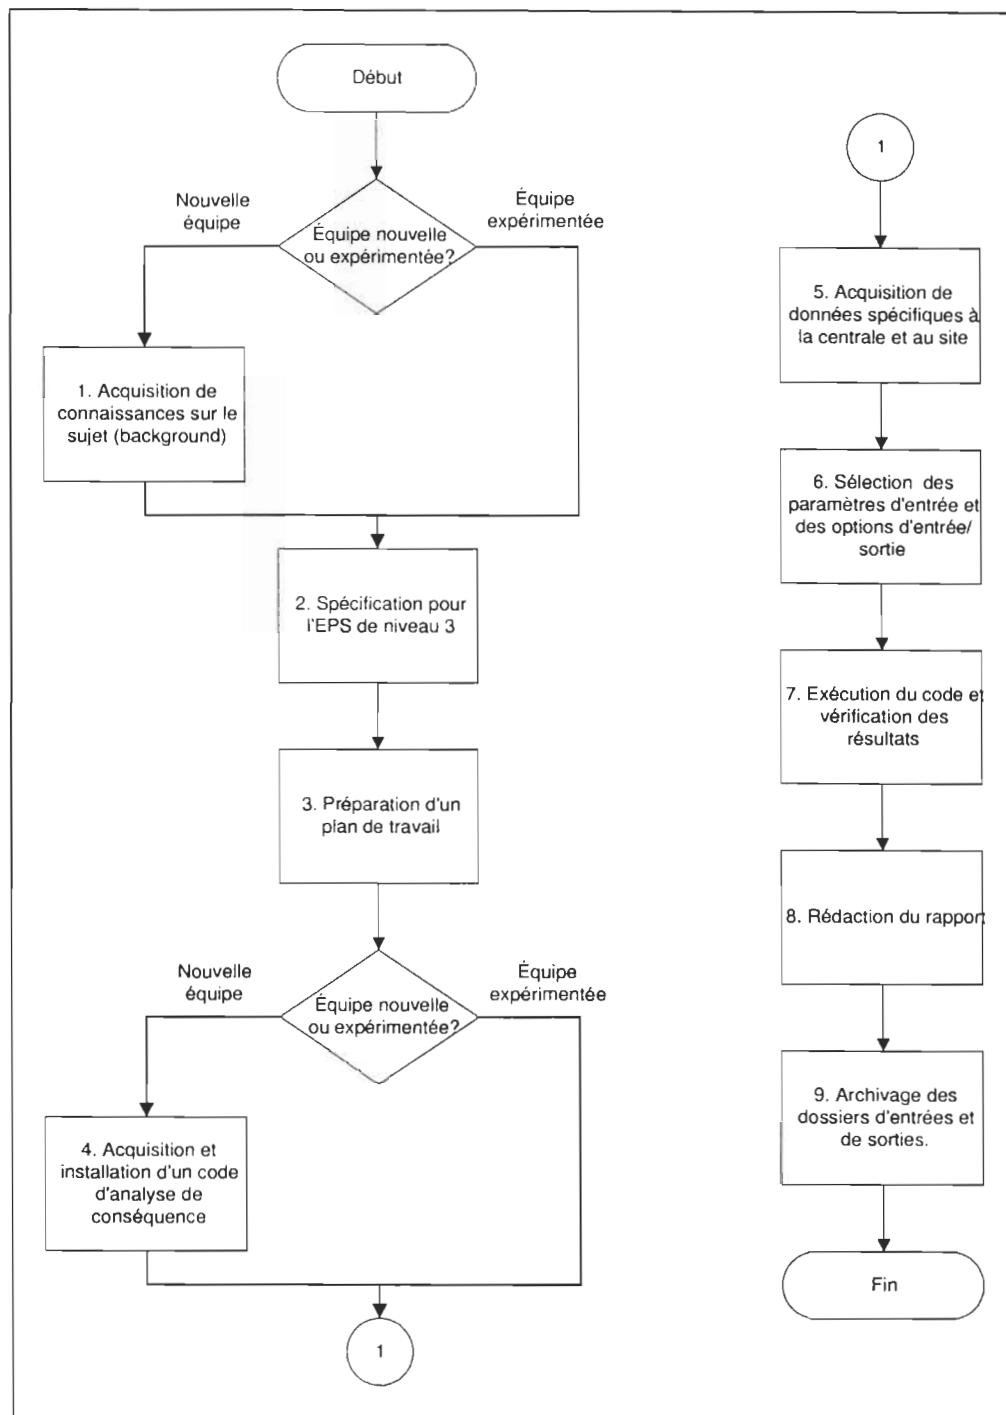 Début
Nouvelle
équipe
Équipe
expérimentée
Équipe nouvelle
ou expérimentée?
1. Acquisition de
connaissances sur le
sujet (background)
2. Spécification pour
l'EPS de niveau 3
3. Préparation d'un
plan de travail
Nouvelle
équipe
Équipe
expérimentée
Équipe nouvelle
ou expérimentée?
4. Acquisition et
installation d'un code
d'analyse de
conséquence
1
1
5. Acquisition de
données spécifiques à
la centrale et au site
6. Sélection des
paramètres d'entrée et
des options d'entrée/
sortie
7. Exécution du code et
vérification des
résultats
8. Rédaction du rapport
9. Archivage des
dossiers d'entrées et
de sorties.
Fin